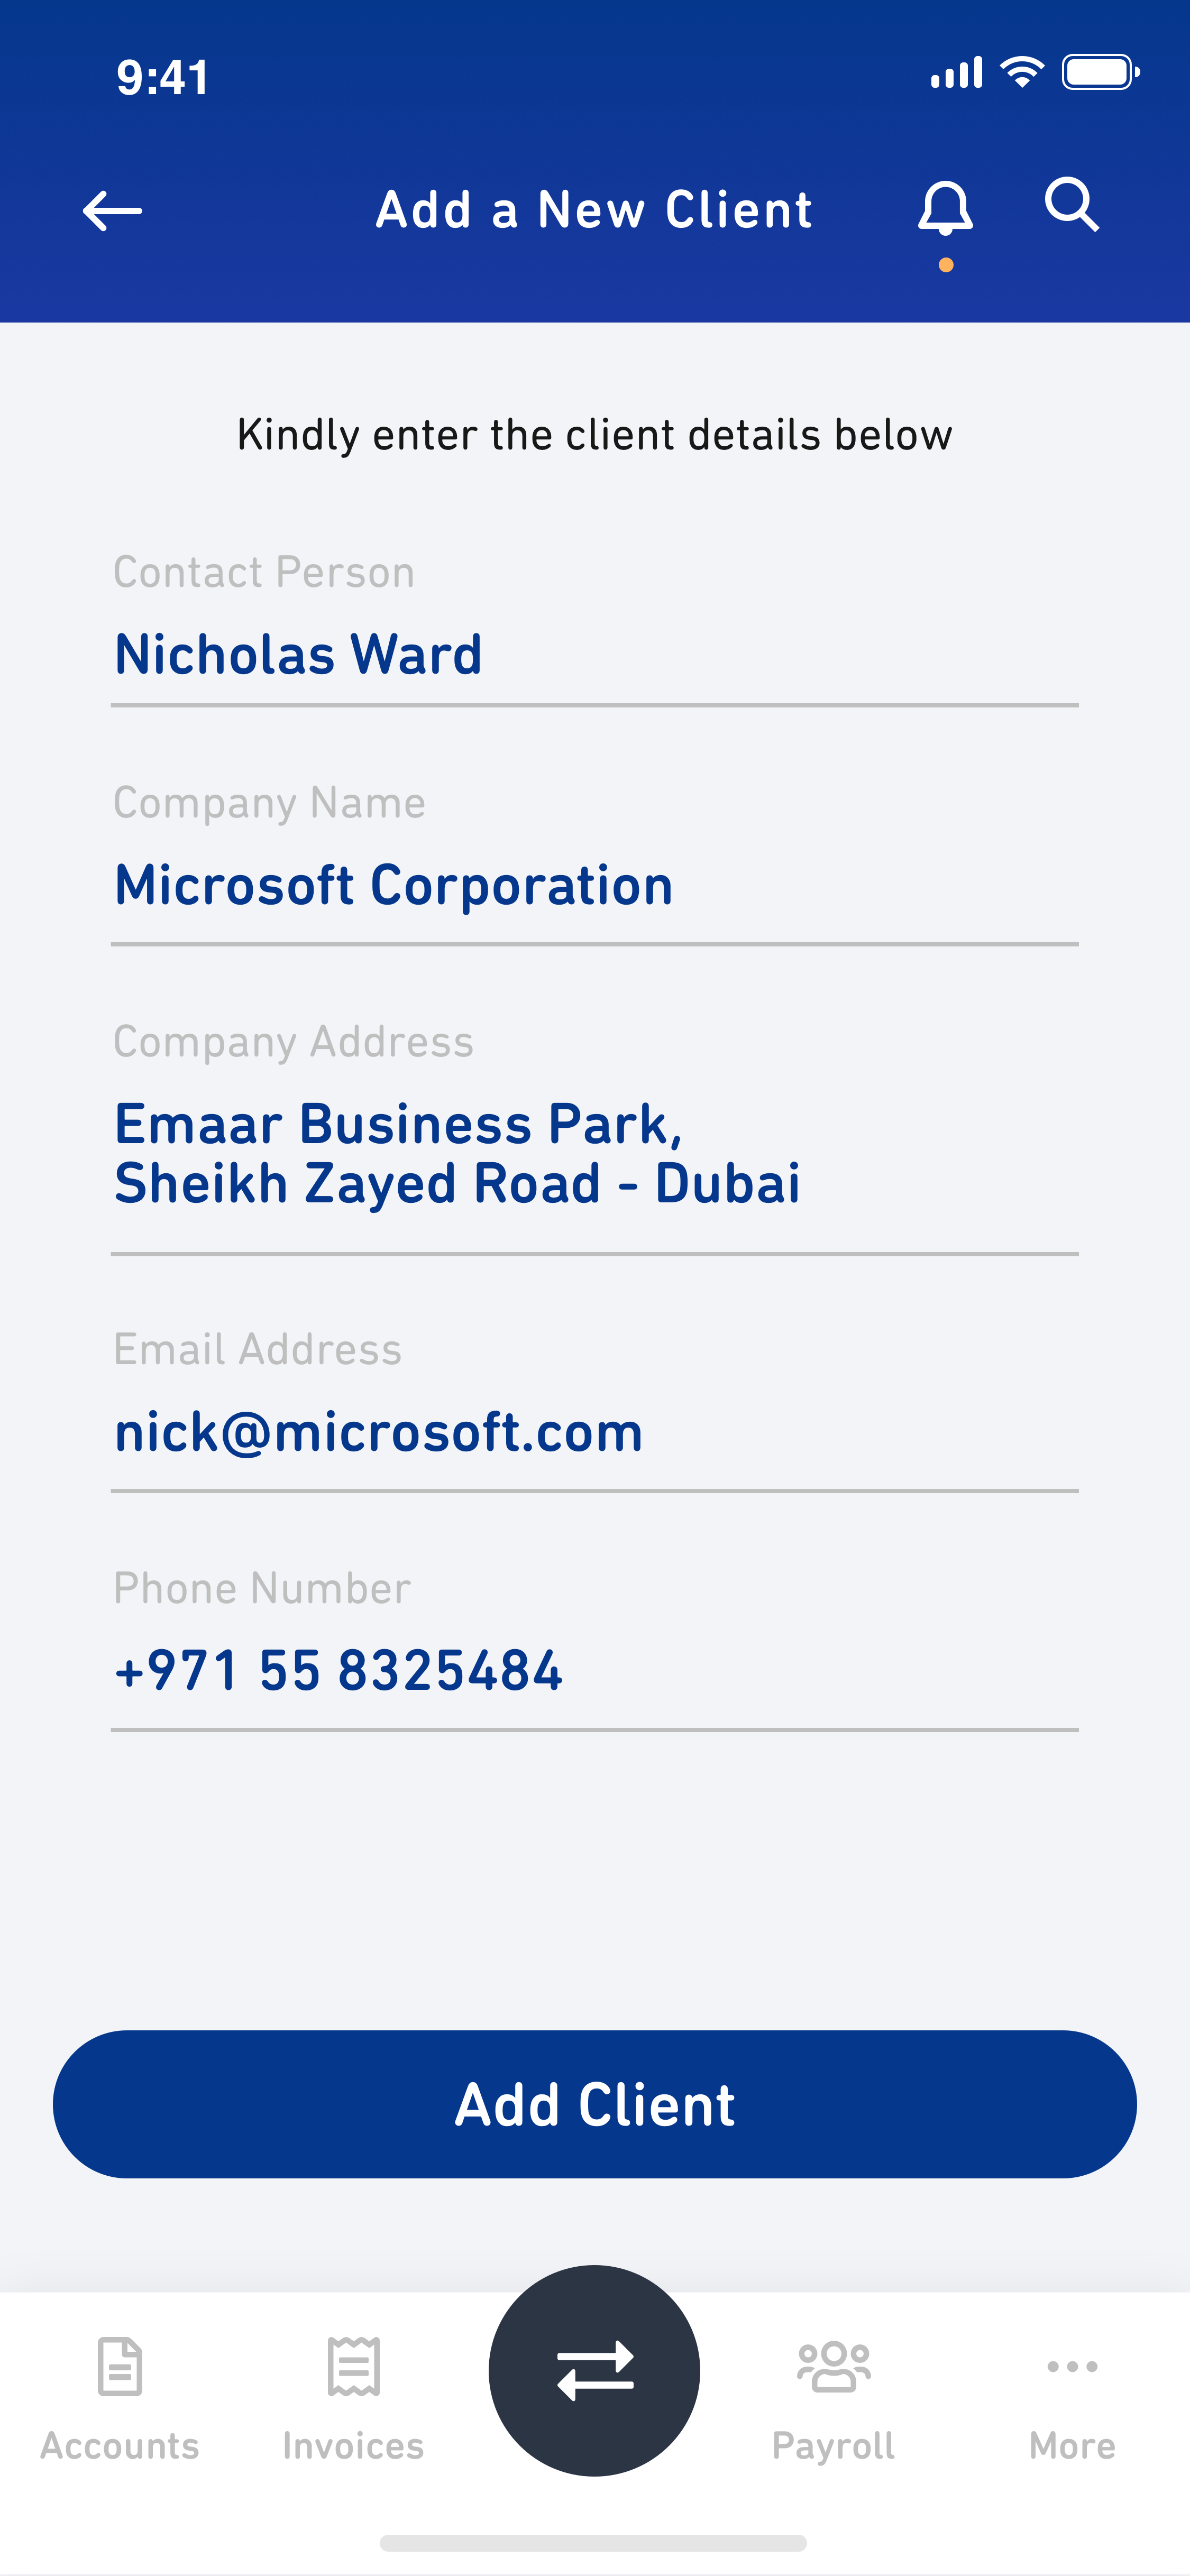 9:41
Add a New Client
Kindly enter the client details below
Contact Person
Nicholas Ward
Company Name
Microsoft Corporation
Company Address
Emaar Business Park,
Sheikh Zayed Road - Dubai
Email Address
nick@microsoft.com
Phone Number
+971 55 8325484
Add Client
Accounts
Invoices
Payroll
More